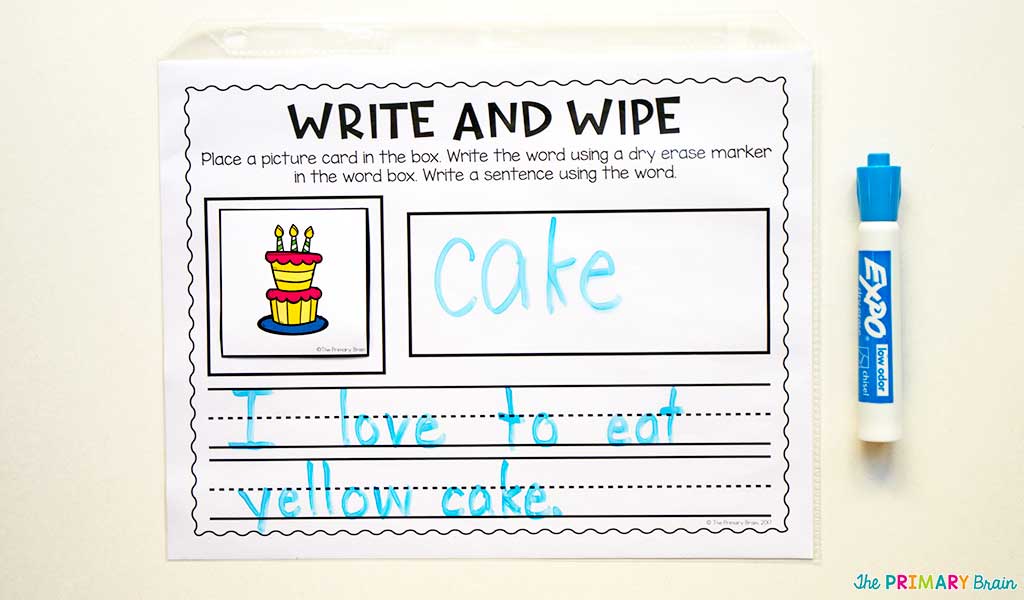 WRITE AND WIPE
Place a picture card in the box. Write the word using a dry erase marker
in the word box. Write a sentence using the word.
©The Primary Brain
cake
I love to eat
yellow cake.
© The Primary Brain, 2017
EXPO
low odor
chisel
The PRIMARY Brain